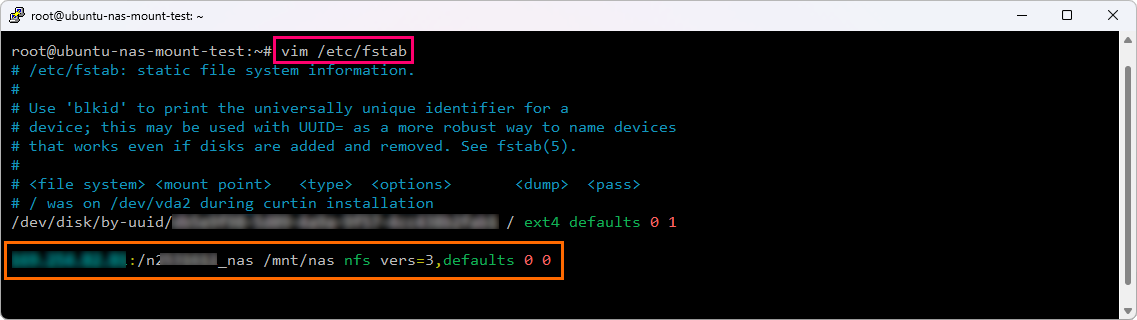 root@ubuntu-nas-mount-test: ~
root@ubuntu-nas-mount-test:~# vim /etc/fstab
# /etc/fstab: static file system information.
#
# Use 'blkid' to print the universally unique identifier for a
# device; this may be used with UUID= as a more robust way to name devices
# that works even if disks are added and removed. See fstab(5).
#
# <file system> <mount point>   <type>  <options>       <dump>  <pass>
# / was on /dev/vda2 during curtin installation
/dev/disk/by-uuid/ / ext4 defaults 0 1
:/n2 _nas /mnt/nas nfs vers=3,defaults 0 0